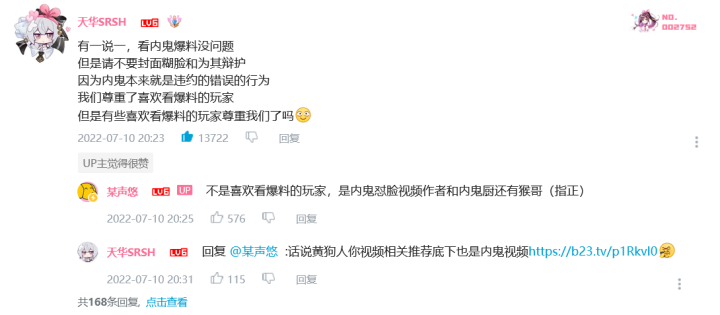 天华SRSH LV6
NO.
002752
有一说一，看内鬼爆料没问题
但是请不要封面糊脸和为其辩护
因为内鬼本来就是违约的错误的行为
我们尊重了喜欢看爆料的玩家
但是有些喜欢看爆料的玩家尊重我们了吗
2022-07-10 20:23 13722 回复
UP主觉得很赞
某声悠 LV6 UP 不是喜欢看爆料的玩家，是内鬼怼脸视频作者和内鬼厨还有猴哥（指正）
2022-07-10 20:25 576 回复
天华SRSH LV6 回复 @某声悠 :话说黄狗人你视频相关推荐底下也是内鬼视频https://b23.tv/p1Rkvl0
2022-07-10 20:31 115 回复
共168条回复, 点击查看